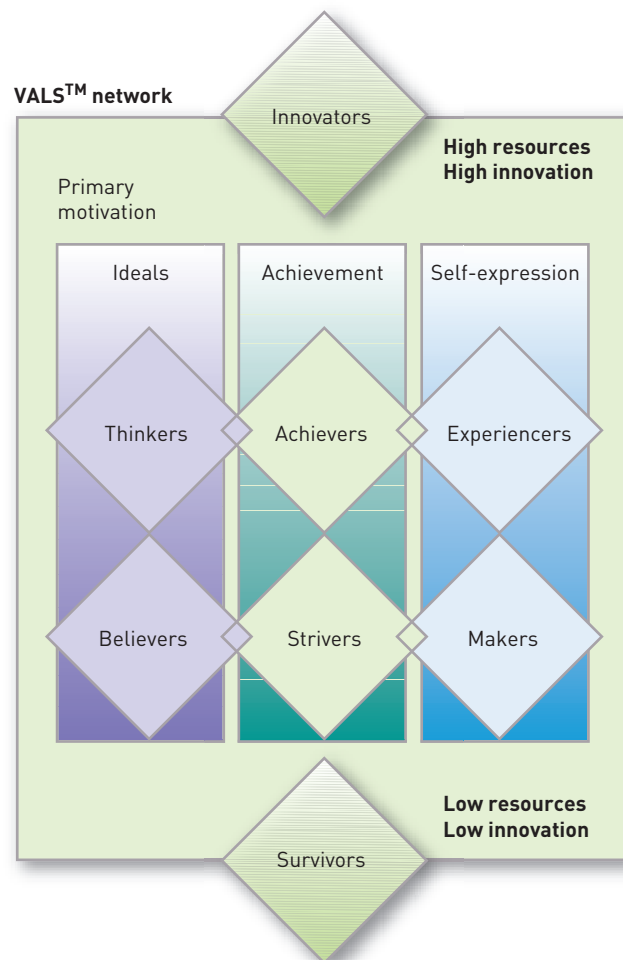 Innovators
VALS™ network
High resources
High innovation
Primary
motivation
Ideals
Achievement
Self-expression
Thinkers
Achievers
Experiencers
Believers
Strivers
Makers
Low resources
Low innovation
Survivors